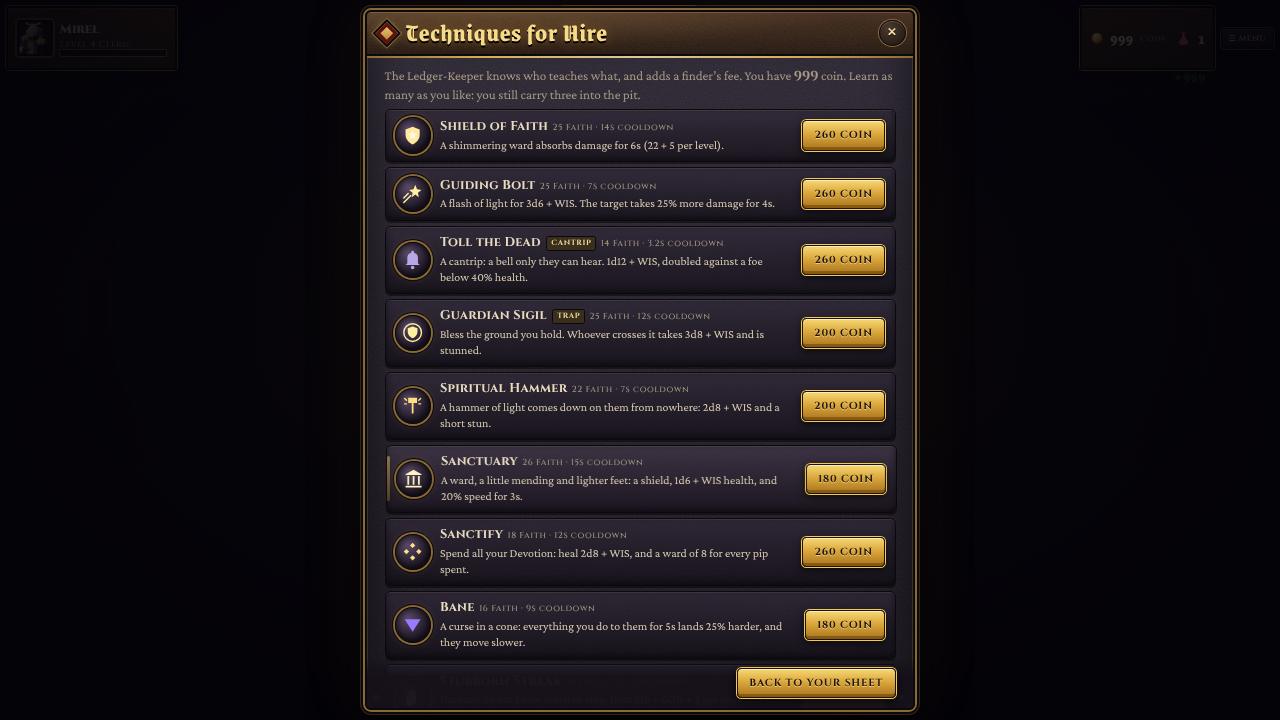 Mirel
Level 4 Cleric
999 coin 1
☰ Menu
+999
Techniques for Hire
×
The Ledger-Keeper knows who teaches what, and adds a finder's fee. You have 999 coin. Learn as
many as you like: you still carry three into the pit.
Shield of Faith 25 Faith · 14s cooldown
A shimmering ward absorbs damage for 6s (22 + 5 per level).
260 coin
Guiding Bolt 25 Faith · 7s cooldown
A flash of light for 3d6 + WIS. The target takes 25% more damage for 4s.
260 coin
Toll the Dead Cantrip 14 Faith · 3.2s cooldown
A cantrip: a bell only they can hear. 1d12 + WIS, doubled against a foe
below 40% health.
260 coin
Guardian Sigil Trap 25 Faith · 12s cooldown
Bless the ground you hold. Whoever crosses it takes 3d8 + WIS and is
stunned.
200 coin
Spiritual Hammer 22 Faith · 7s cooldown
A hammer of light comes down on them from nowhere: 2d8 + WIS and a
short stun.
200 coin
Sanctuary 26 Faith · 15s cooldown
A ward, a little mending and lighter feet: a shield, 1d6 + WIS health, and
20% speed for 3s.
180 coin
Sanctify 18 Faith · 12s cooldown
Spend all your Devotion: heal 2d8 + WIS, and a ward of 8 for every pip
spent.
260 coin
Bane 16 Faith · 9s cooldown
A curse in a cone: everything you do to them for 5s lands 25% harder, and
they move slower.
180 coin
Stubborn Streak
Back to your sheet